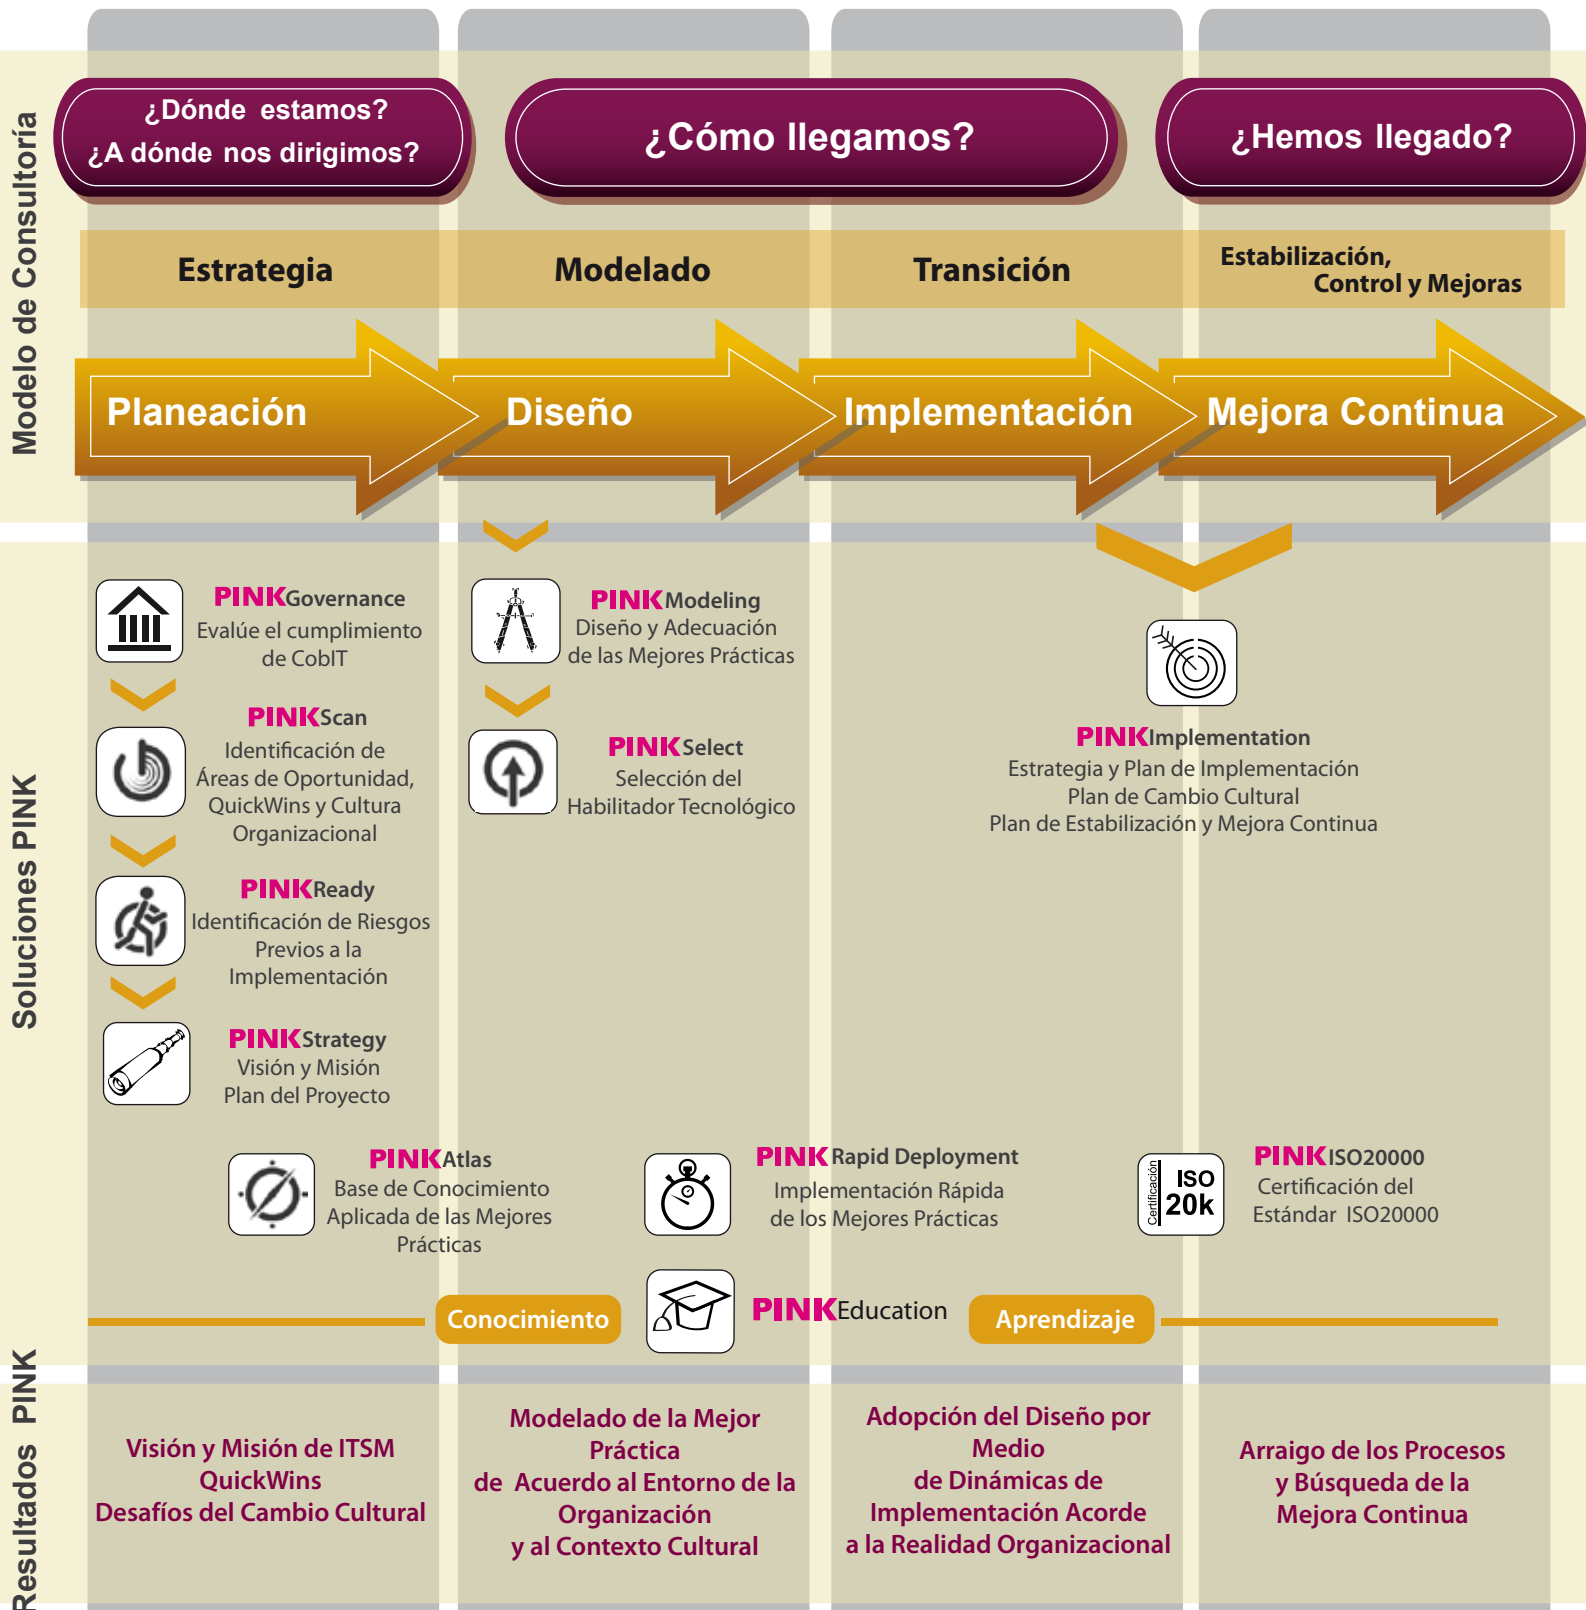 Modelo de Consultoría
¿Dónde estamos?
¿A dónde nos dirigimos?
¿Cómo llegamos?
¿Hemos llegado?
Estrategia
Modelado
Transición
Estabilización,
Control y Mejoras
Planeación
Diseño
Implementación
Mejora Continua
Soluciones PINK
PINKGovernance
Evalúe el cumplimiento
de CobIT
PINKScan
Identificación de
Áreas de Oportunidad,
QuickWins y Cultura
Organizacional
PINKReady
Identificación de Riesgos
Previos a la
Implementación
PINKStrategy
Visión y Misión
Plan del Proyecto
PINKModeling
Diseño y Adecuación
de las Mejores Prácticas
PINKSelect
Selección del
Habilitador Tecnológico
PINKImplementation
Estrategia y Plan de Implementación
Plan de Cambio Cultural
Plan de Estabilización y Mejora Continua
PINKAtlas
Base de Conocimiento
Aplicada de las Mejores
Prácticas
PINK Rapid Deployment
Implementación Rápida
de los Mejores Prácticas
Certificación
ISO
20k
PINK ISO20000
Certificación del
Estándar ISO20000
Conocimiento
PINKEducation
Aprendizaje
Resultados PINK
Visión y Misión de ITSM
QuickWins
Desafíos del Cambio Cultural
Modelado de la Mejor
Práctica
de Acuerdo al Entorno de la
Organización
y al Contexto Cultural
Adopción del Diseño por
Medio
de Dinámicas de
Implementación Acorde
a la Realidad Organizacional
Arraigo de los Procesos
y Búsqueda de la
Mejora Continua